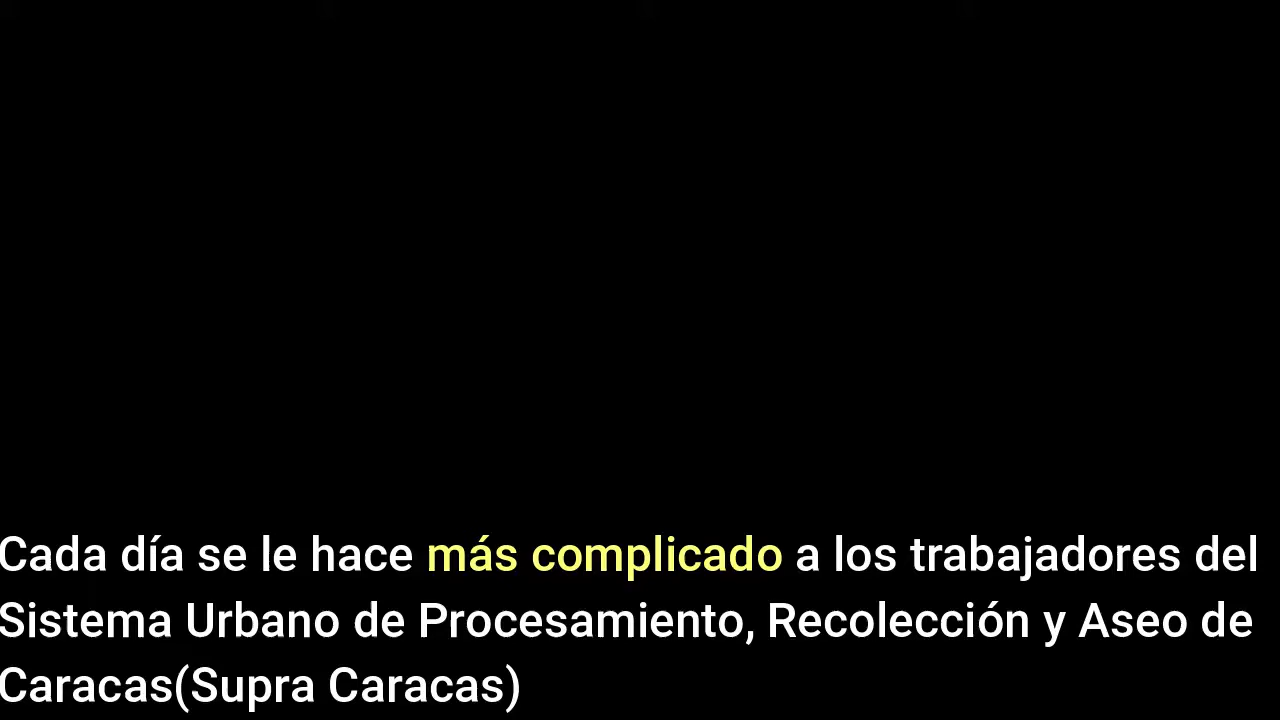 Cada día se le hace más complicado a los trabajadores del
Sistema Urbano de Procesamiento, Recolección y Aseo de
Caracas(Supra Caracas)